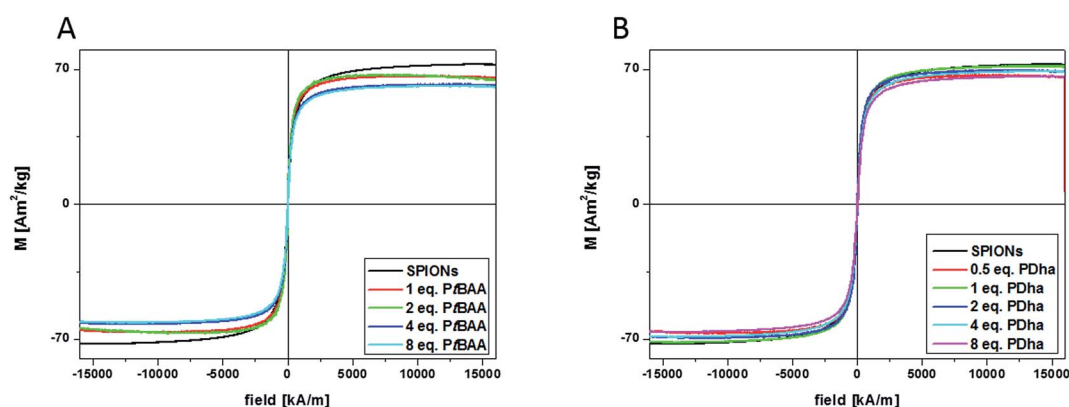 A
70
0
-70
M [Am²/kg]
-15000 -10000 -5000 0 5000 10000 15000
field [kA/m]
SPIONs
1 eq. PtBAA
2 eq. PtBAA
4 eq. PtBAA
8 eq. PtBAA
B
70
0
-70
M [Am²/kg]
-15000 -10000 -5000 0 5000 10000 15000
field [kA/m]
SPIONs
0.5 eq. PDha
1 eq. PDha
2 eq. PDha
4 eq. PDha
8 eq. PDha